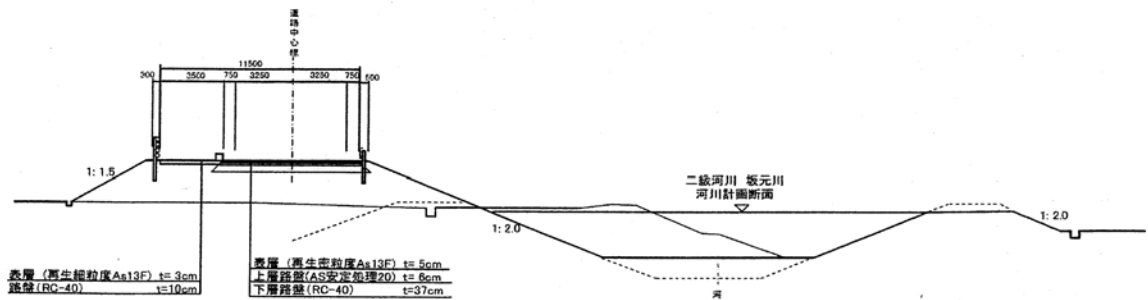 道路中心線
11500
300 3500 750 3250 3250 750 500
1: 1.5
二級河川 坂元川
河川計画断面
1: 2.0
1: 2.0
表層 (再生細粒度As13F) t= 3cm
路盤 (RC-40) t=10cm
表層 (再生密粒度As13F) t= 5cm
上層路盤(AS安定処理20) t= 6cm
下層路盤(RC-40) t=37cm
河